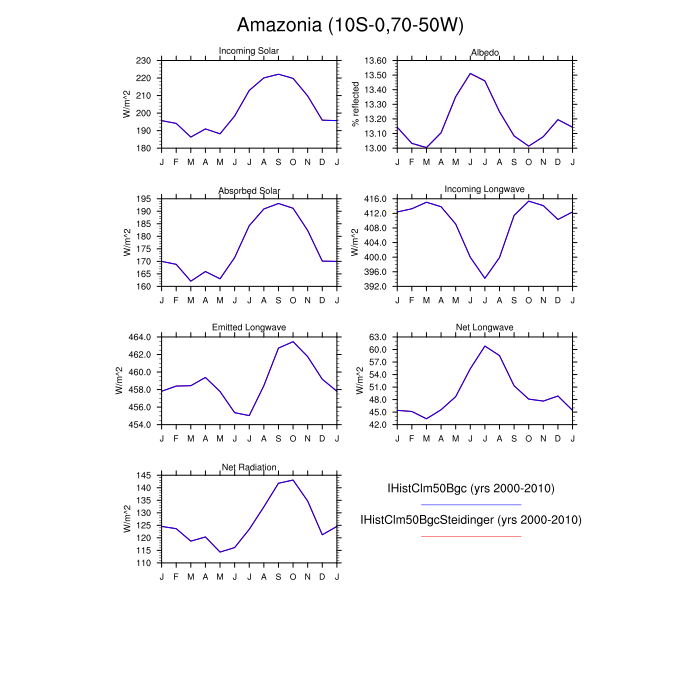 Amazonia (10S-0,70-50W)
Incoming Solar
W/m^2
230
220
210
200
190
180
J F M A M J J A S O N D J
Albedo
% reflected
13.60
13.50
13.40
13.30
13.20
13.10
13.00
J F M A M J J A S O N D J
Absorbed Solar
W/m^2
195
190
185
180
175
170
165
160
J F M A M J J A S O N D J
Incoming Longwave
W/m^2
416.0
412.0
408.0
404.0
400.0
396.0
392.0
J F M A M J J A S O N D J
Emitted Longwave
W/m^2
464.0
462.0
460.0
458.0
456.0
454.0
J F M A M J J A S O N D J
Net Longwave
W/m^2
63.0
60.0
57.0
54.0
51.0
48.0
45.0
42.0
J F M A M J J A S O N D J
Net Radiation
W/m^2
145
140
135
130
125
120
115
110
J F M A M J J A S O N D J
IHistClm50Bgc (yrs 2000-2010)
IHistClm50BgcSteidinger (yrs 2000-2010)